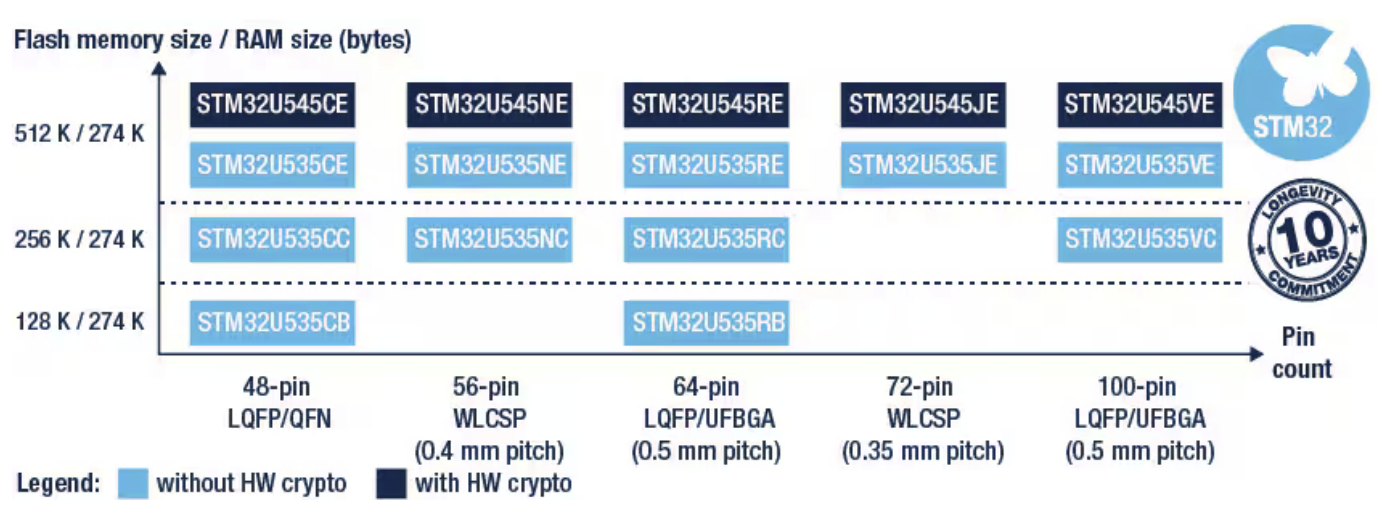 Flash memory size / RAM size (bytes)
STM32U545CE STM32U545NE STM32U545RE STM32U545JE STM32U545VE
STM32
512 K / 274 K
STM32U535CE STM32U535NE STM32U535RE STM32U535JE STM32U535VE
256 K / 274 K STM32U535CC STM32U535NC STM32U535RC STM32U535VC
LONGEVITY
10
YEARS
COMMITMENT
128 K / 274 K STM32U535CB STM32U535RB
Pin
count
48-pin 56-pin 64-pin 72-pin 100-pin
LQFP/QFN WLCSP LQFP/UFBGA WLCSP LQFP/UFBGA
(0.4 mm pitch) (0.5 mm pitch) (0.35 mm pitch) (0.5 mm pitch)
Legend: without HW crypto with HW crypto